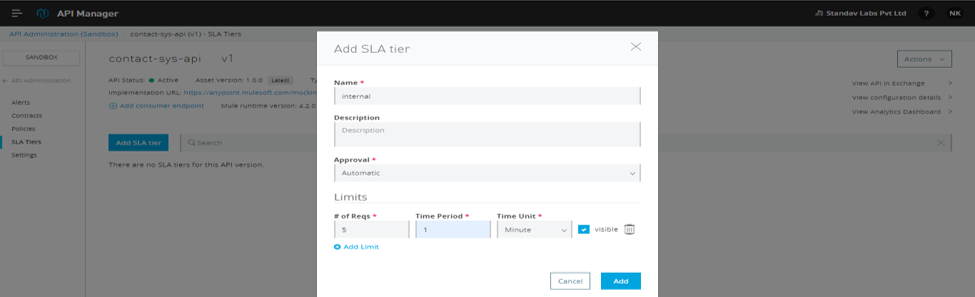 API Manager
Standav Labs Pvt Ltd
?
NK
API Administration (Sandbox)
contact-sys-api (v1) - SLA Tiers
SANDBOX
API Administration
Alerts
Contracts
Policies
SLA Tiers
Settings
contact-sys-api v1
Actions
API Status: Active Asset Version: 1.0.0 Latest
Implementation URL: https://anypoint.mulesoft.com/mockin
Add consumer endpoint Mule runtime version: 4.2.0
View API in Exchange >
View configuration details >
View Analytics Dashboard >
Add SLA tier
Search
There are no SLA tiers for this API version.
Add SLA tier
Name *
internal
Description
Description
Approval *
Automatic
Limits
# of Reqs * Time Period * Time Unit *
5 1 Minute visible
Add Limit
Cancel Add